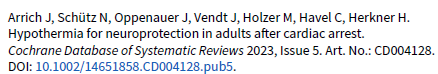 Arrich J, Schütz N, Oppenauer J, Vendt J, Holzer M, Havel C, Herkner H.
Hypothermia for neuroprotection in adults after cardiac arrest.
Cochrane Database of Systematic Reviews 2023, Issue 5. Art. No.: CD004128.
DOI: 10.1002/14651858.CD004128.pub5.